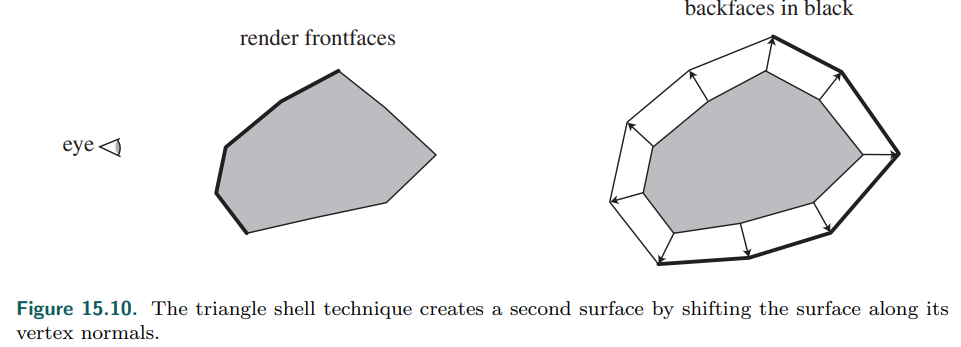 backfaces in black
render frontfaces
eye
Figure 15.10. The triangle shell technique creates a second surface by shifting the surface along its
vertex normals.